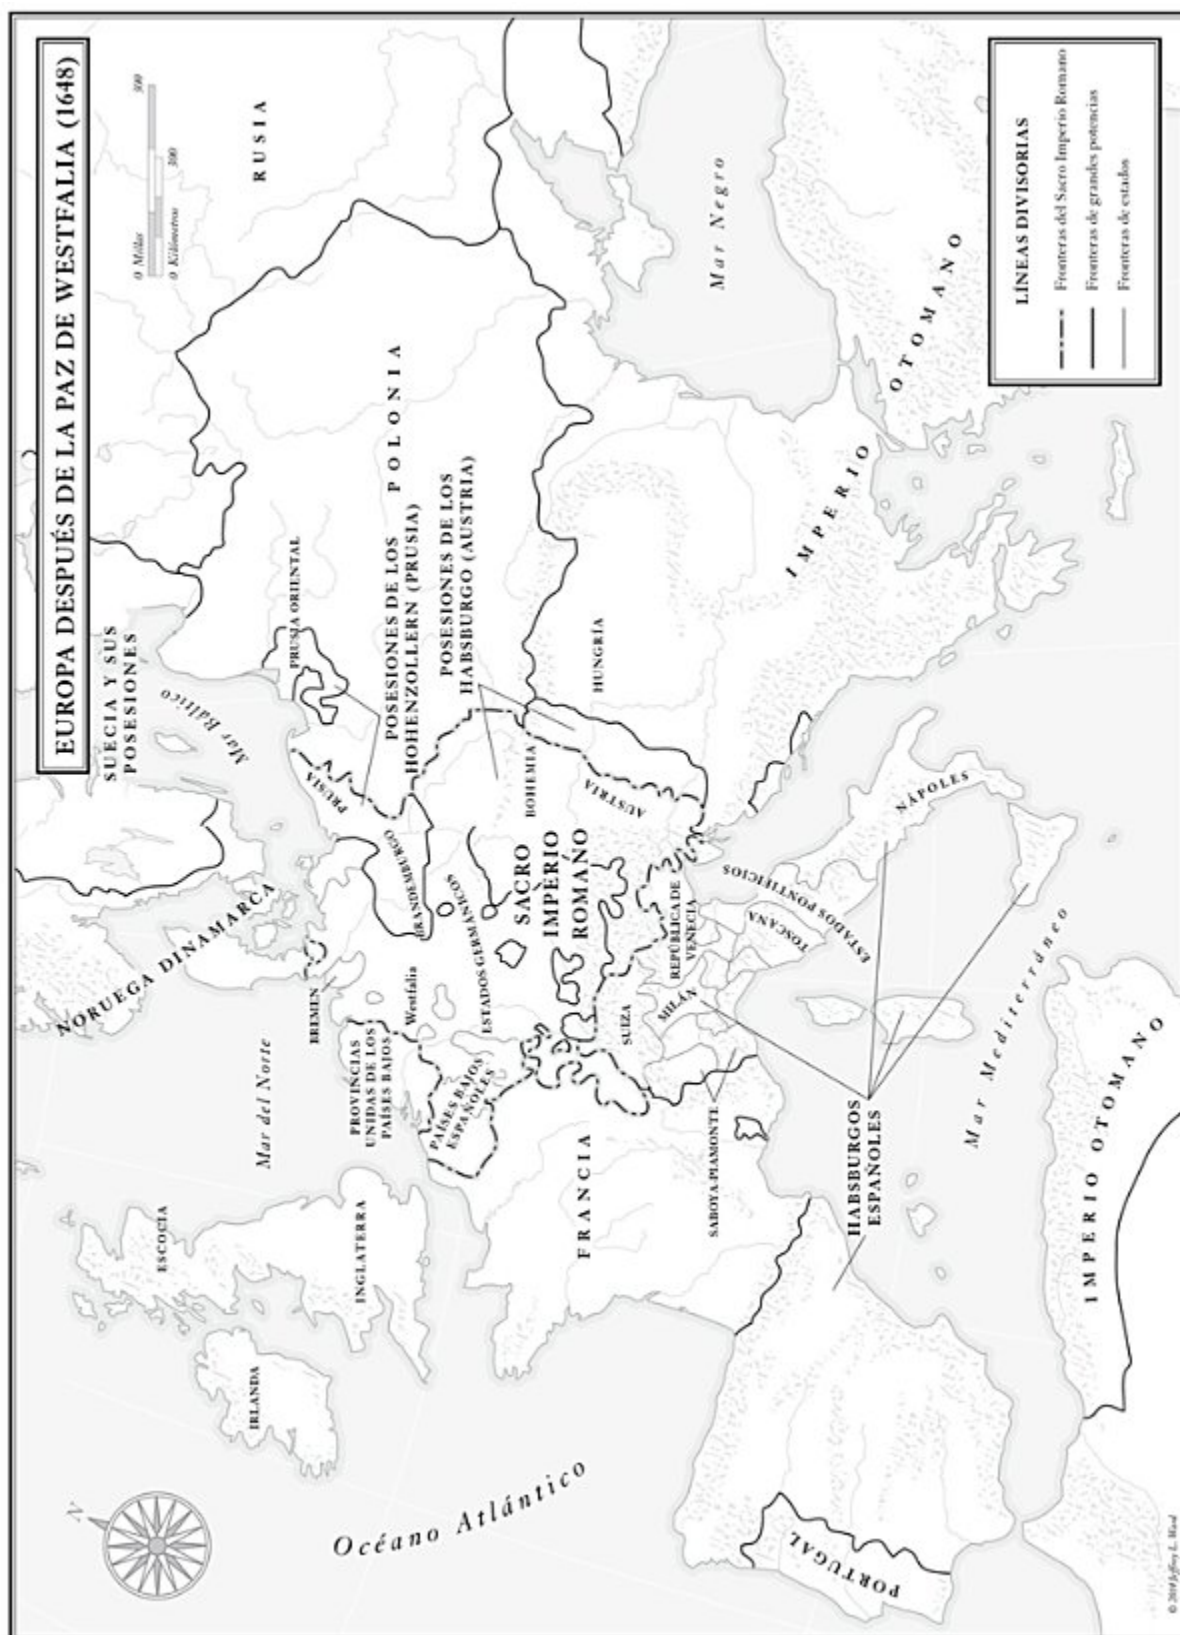 EUROPA DESPUÉS DE LA PAZ DE WESTFALIA (1648)
0 Millas 300
0 Kilómetros 300
N
SUECIA Y SUS
POSESIONES
RUSIA
NORUEGA DINAMARCA
Mar Báltico
ESCOCIA
IRLANDA
INGLATERRA
Mar del Norte
Océano Atlántico
BREMEN
PROVINCIAS
UNIDAS DE LOS
PAÍSES BAJOS
Westfalia
PAÍSES BAJOS
ESPAÑOLES
PRUSIA ORIENTAL
PRUSIA
BRANDEMBURGO
POLONIA
POSESIONES DE LOS
HOHENZOLLERN (PRUSIA)
POSESIONES DE LOS
HABSBURGO (AUSTRIA)
ESTADOS GERMÁNICOS
SACRO
IMPERIO
ROMANO
BOHEMIA
AUSTRIA
HUNGRÍA
FRANCIA
SUIZA
SABOYA-PIAMONTE
MILÁN
REPÚBLICA DE
VENECIA
TOSCANA
ESTADOS PONTIFICIOS
NÁPOLES
HABSBURGOS
ESPAÑOLES
PORTUGAL
Mar Mediterráneo
IMPERIO OTOMANO
Mar Negro
IMPERIO OTOMANO
LÍNEAS DIVISORIAS
Fronteras del Sacro Imperio Romano
Fronteras de grandes potencias
Fronteras de estados
© 2014 Jeffrey L. Ward